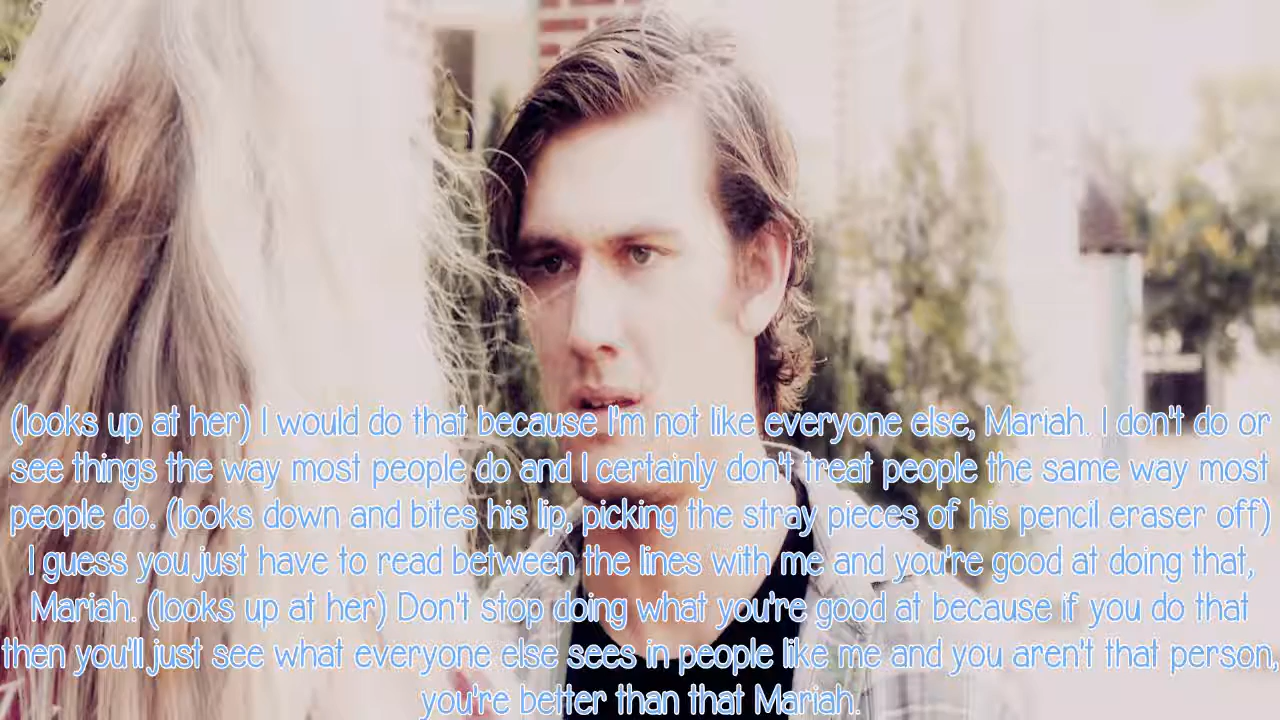 (looks up at her) I would do that because I'm not like everyone else, Mariah. I don't do or
see things the way most people do and I certainly don't treat people the same way most
people do. (looks down and bites his lip, picking the stray pieces of his pencil eraser off)
I guess you just have to read between the lines with me and you're good at doing that,
Mariah. (looks up at her) Don't stop doing what you're good at because if you do that
then you'll just see what everyone else sees in people like me and you aren't that person,
you're better than that Mariah.